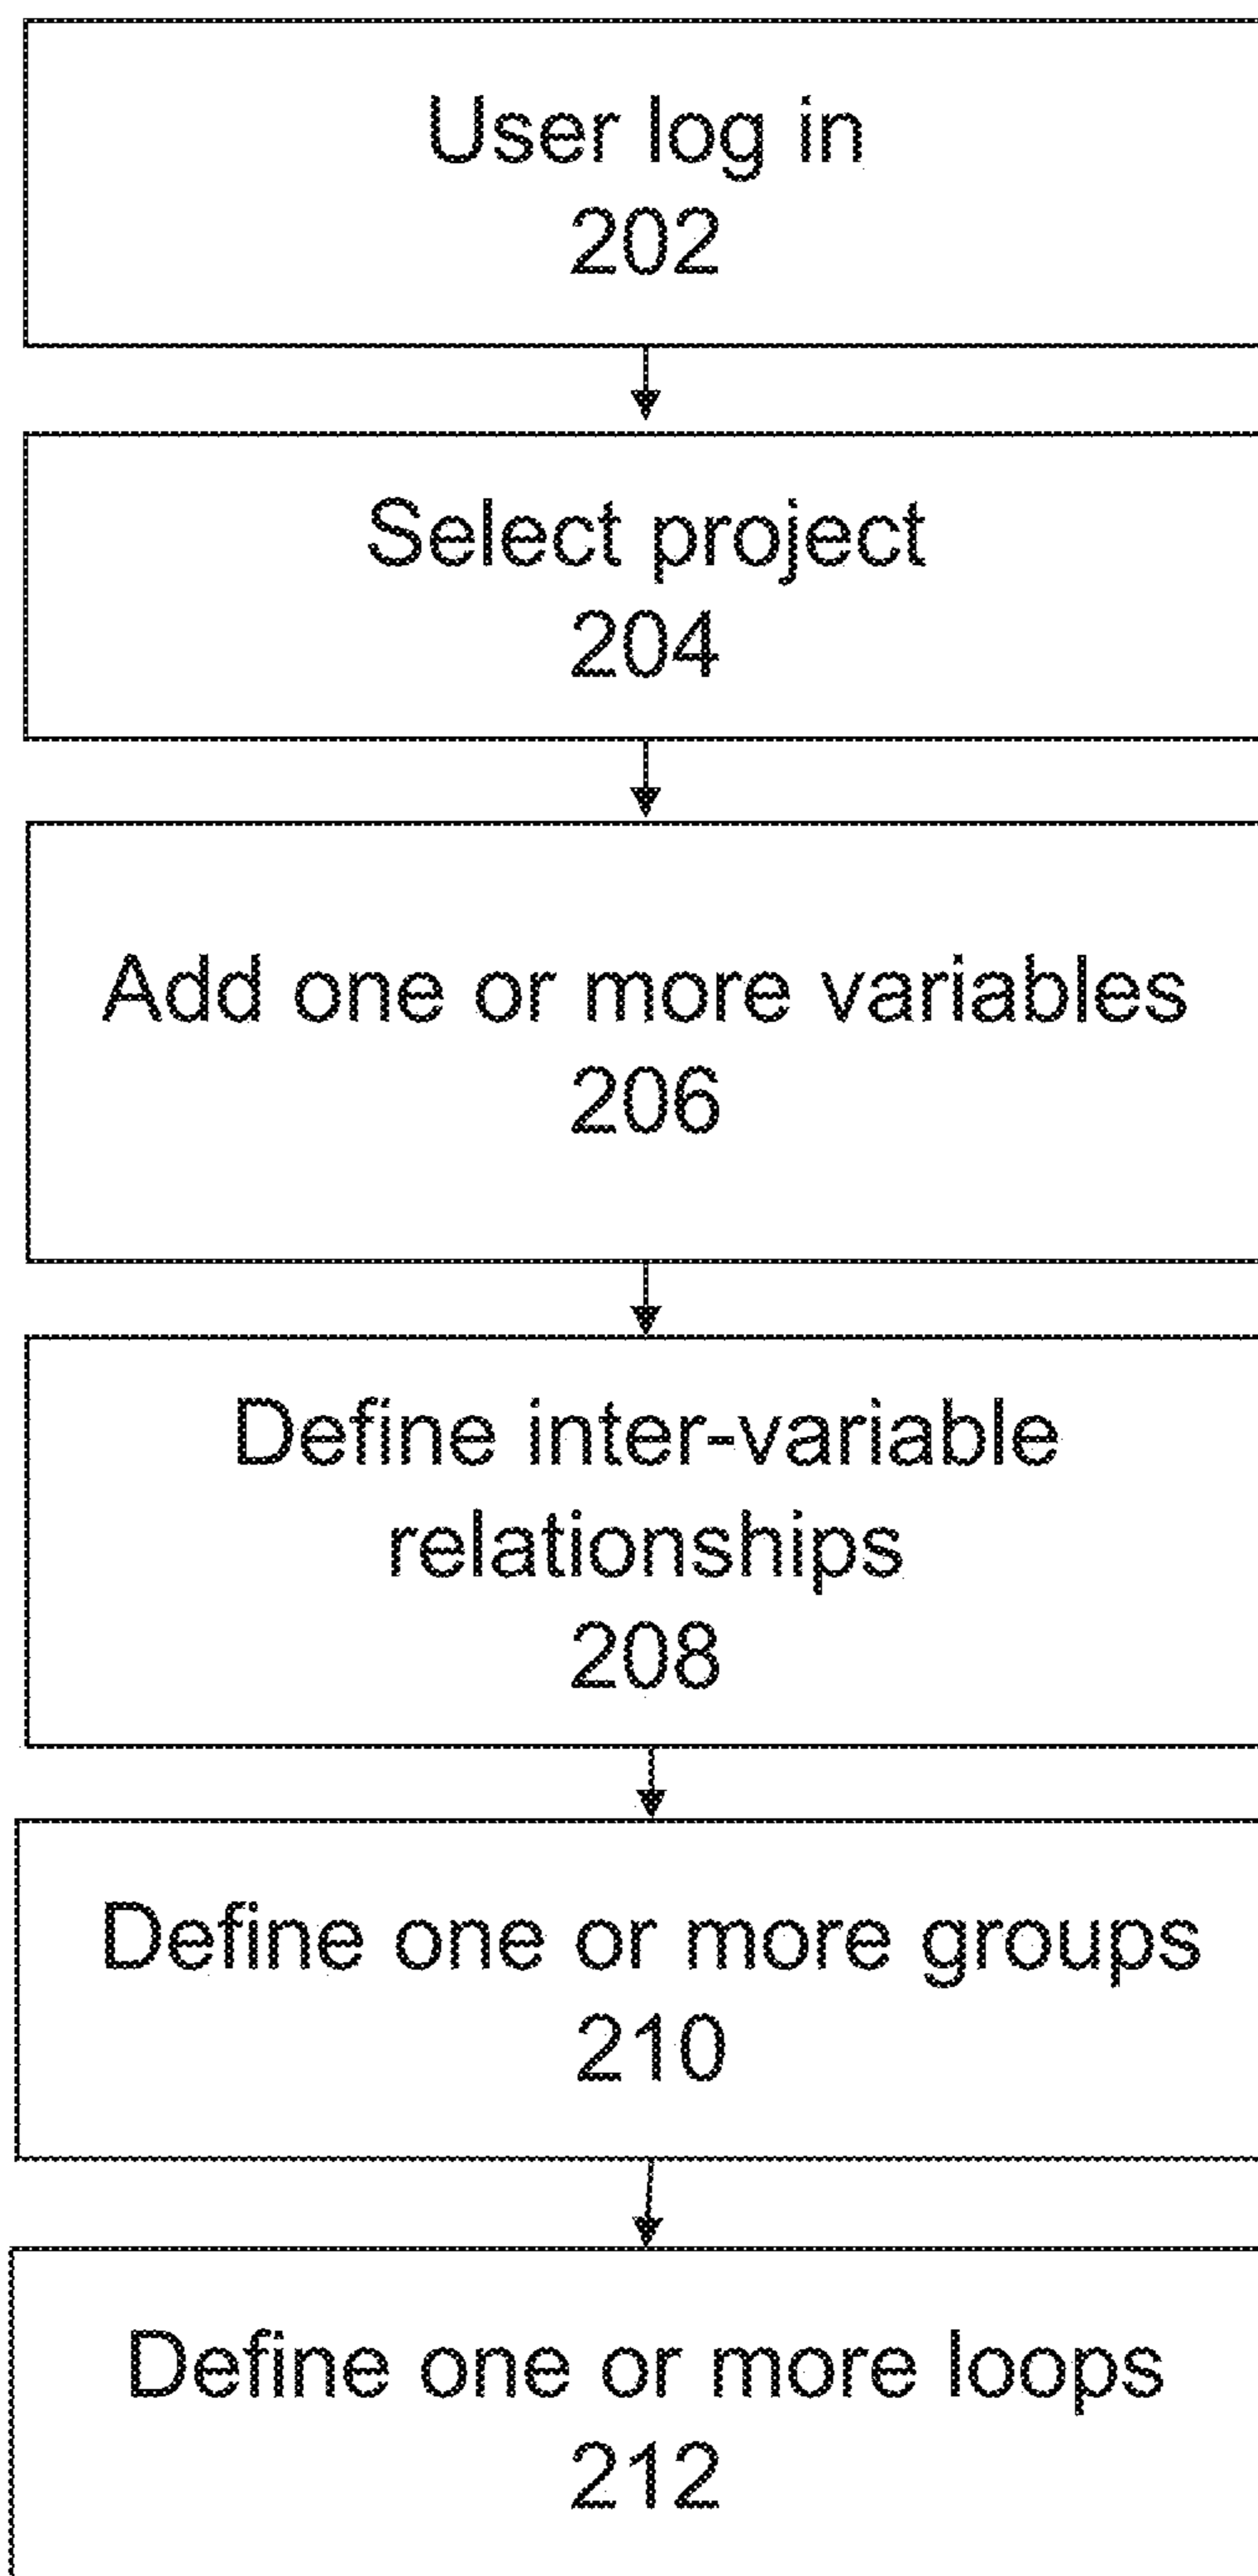 User log in
202
Select project
204
Add one or more variables
206
Define inter-variable
relationships
208
Define one or more groups
210
Define one or more loops
212